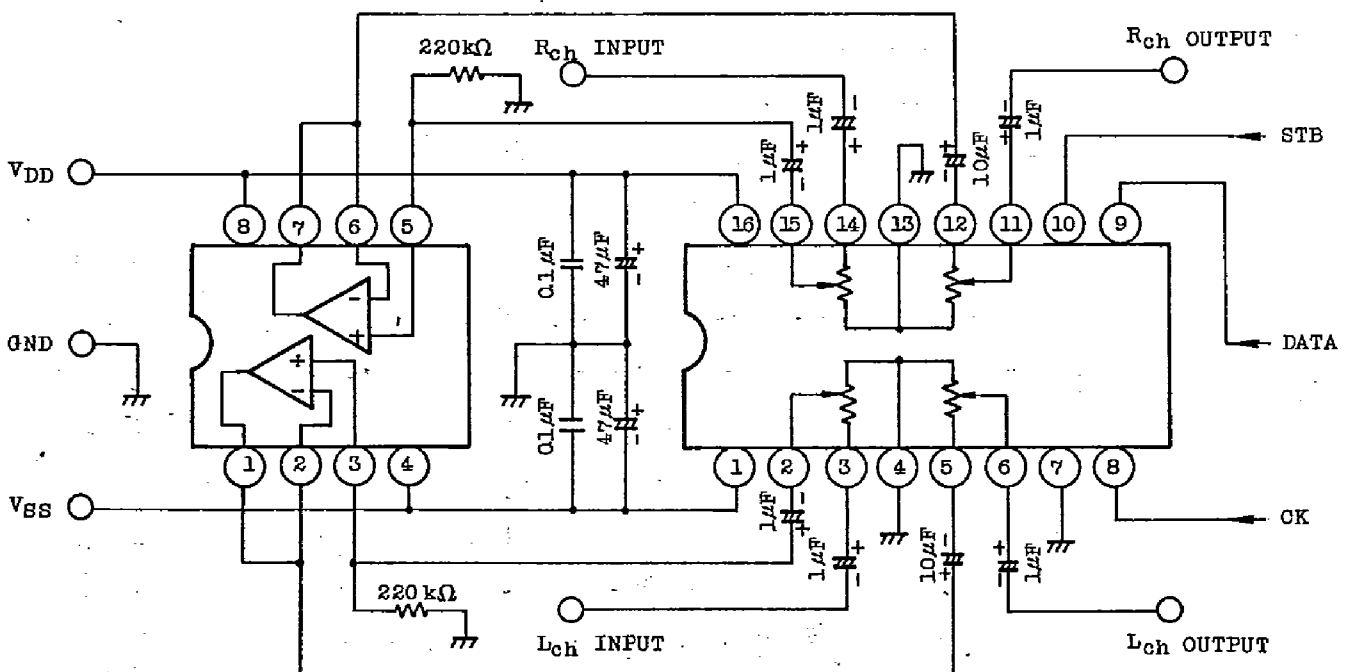 220kΩ
Rch INPUT
Rch OUTPUT
1μF
1μF
10μF
1μF
STB
VDD
8 7 6 5
16 15 14 13 12 11 10 9
0.1μF
47μF
GND
DATA
0.1μF
47μF
1 2 3 4
1 2 3 4 5 6 7 8
VSS
CK
1μF
1μF
10μF
1μF
220kΩ
Lch INPUT
Lch OUTPUT